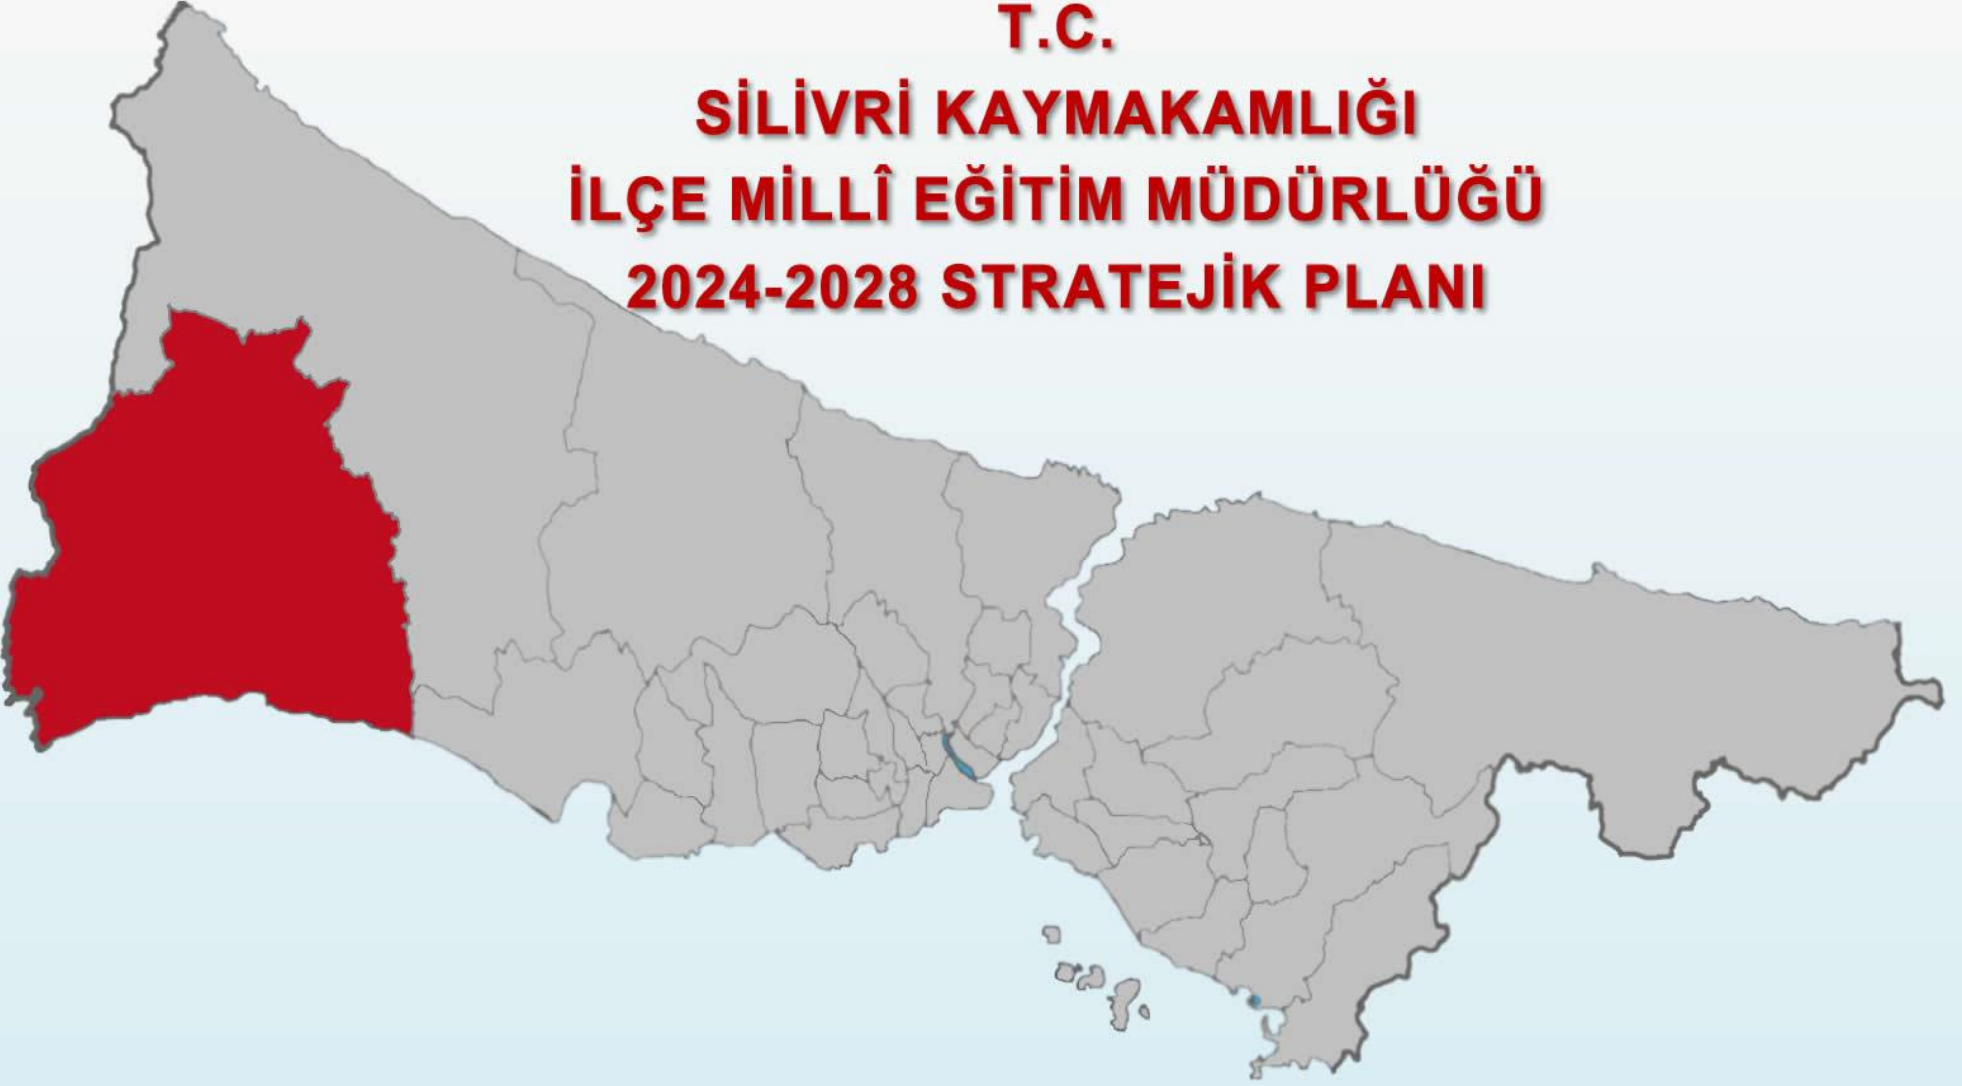 T.C.
SİLİVRİ KAYMAKAMLIĞI
İLÇE MİLLÎ EĞİTİM MÜDÜRLÜĞÜ
2024-2028 STRATEJİK PLANI